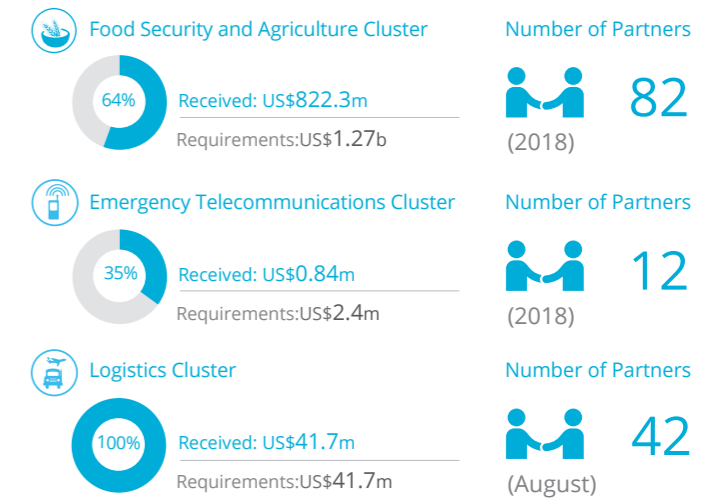 Food Security and Agriculture Cluster
Number of Partners
64%
Received: US$822.3m
Requirements:US$1.27b
82
(2018)
Emergency Telecommunications Cluster
Number of Partners
35%
Received: US$0.84m
Requirements:US$2.4m
12
(2018)
Logistics Cluster
Number of Partners
100%
Received: US$41.7m
Requirements:US$41.7m
42
(August)